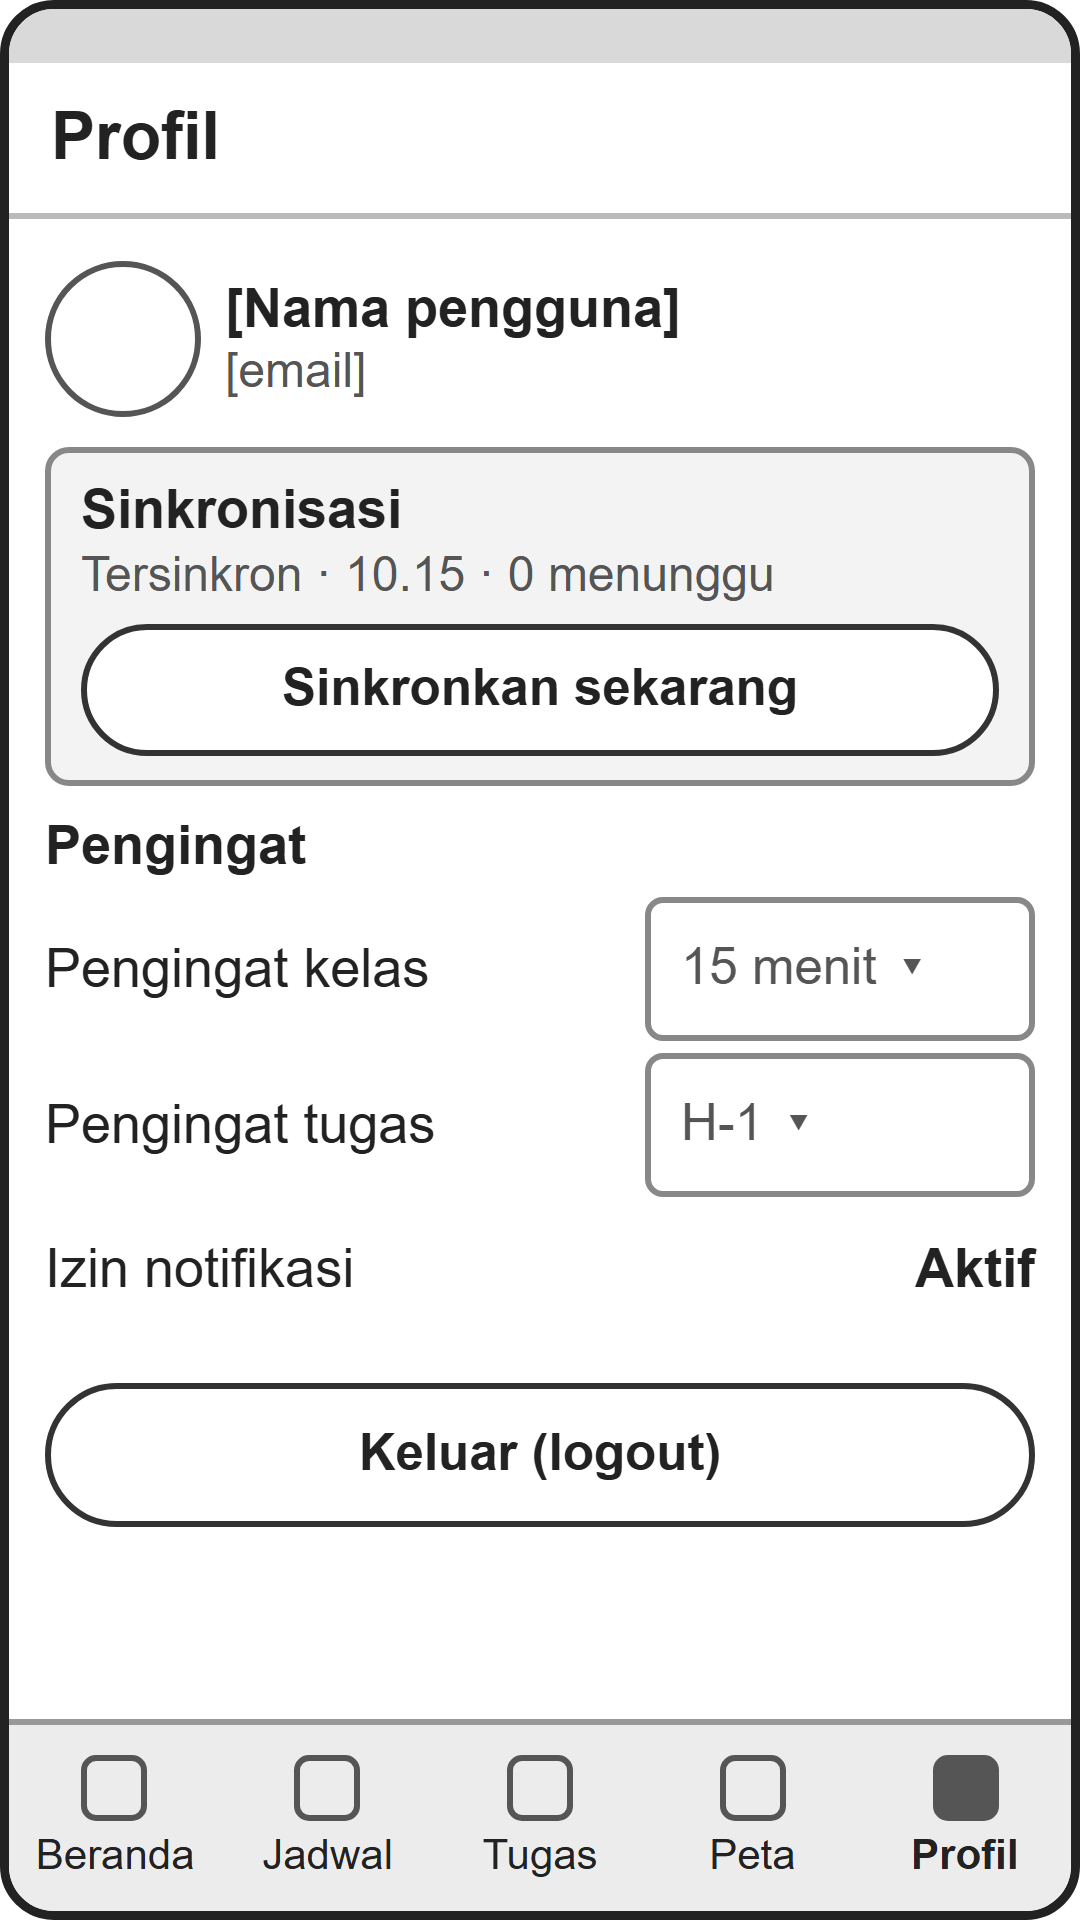 Profil
[Nama pengguna]
[email]
Sinkronisasi
Tersinkron · 10.15 · 0 menunggu
Sinkronkan sekarang
Pengingat
Pengingat kelas
15 menit ▾
Pengingat tugas
H-1 ▾
Izin notifikasi
Aktif
Keluar (logout)
Beranda
Jadwal
Tugas
Peta
Profil